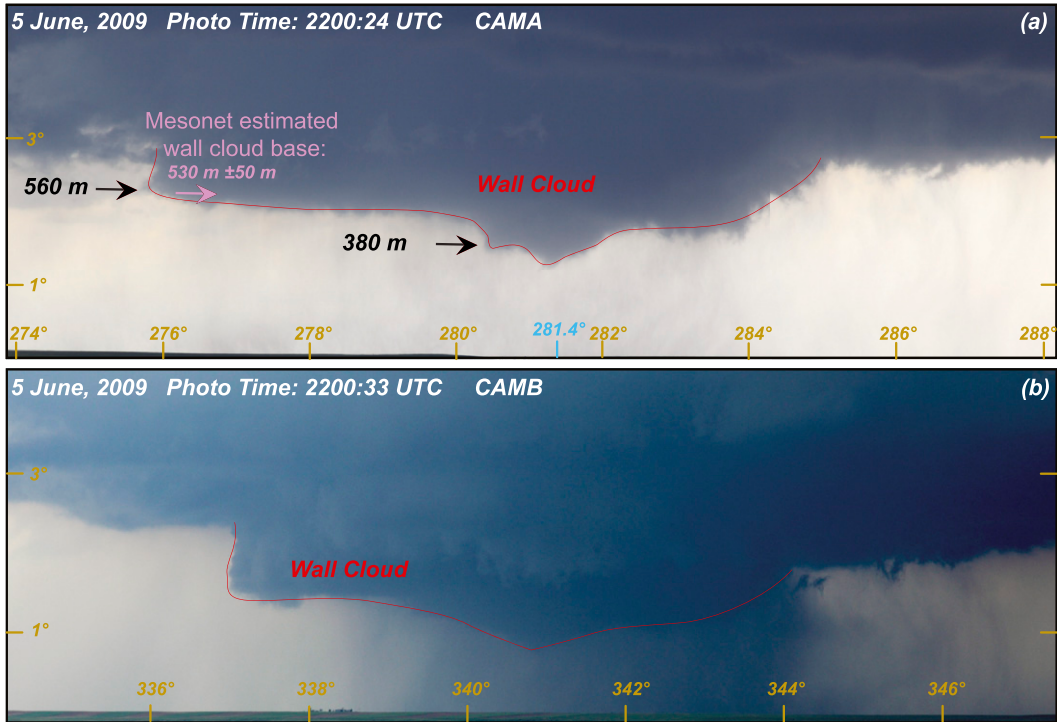 5 June, 2009 Photo Time: 2200:24 UTC CAMA (a)
3°
Mesonet estimated
wall cloud base:
530 m ±50 m
560 m
Wall Cloud
380 m
1°
274° 276° 278° 280° 281.4° 282° 284° 286° 288°
5 June, 2009 Photo Time: 2200:33 UTC CAMB (b)
3°
Wall Cloud
1°
336° 338° 340° 342° 344° 346°